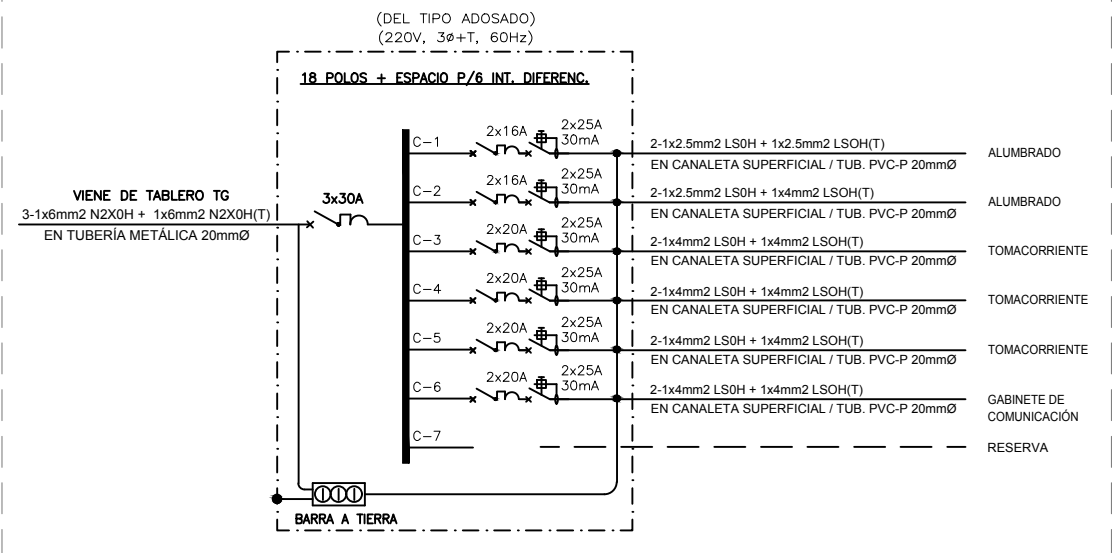 (DEL TIPO ADOSADO)
(220V, 3ø+T, 60Hz)
18 POLOS + ESPACIO P/6 INT. DIFERENC.
VIENE DE TABLERO TG
3-1x6mm2 N2X0H + 1x6mm2 N2X0H(T)
EN TUBERÍA METÁLICA 20mmØ
3x30A
C-1
2x16A
2x25A
30mA
2-1x2.5mm2 LS0H + 1x2.5mm2 LSOH(T)
EN CANALETA SUPERFICIAL / TUB. PVC-P 20mmØ
ALUMBRADO
C-2
2x16A
2x25A
30mA
2-1x2.5mm2 LS0H + 1x4mm2 LSOH(T)
EN CANALETA SUPERFICIAL / TUB. PVC-P 20mmØ
ALUMBRADO
C-3
2x20A
2x25A
30mA
2-1x4mm2 LS0H + 1x4mm2 LSOH(T)
EN CANALETA SUPERFICIAL / TUB. PVC-P 20mmØ
TOMACORRIENTE
C-4
2x20A
2x25A
30mA
2-1x4mm2 LS0H + 1x4mm2 LSOH(T)
EN CANALETA SUPERFICIAL / TUB. PVC-P 20mmØ
TOMACORRIENTE
C-5
2x20A
2x25A
30mA
2-1x4mm2 LS0H + 1x4mm2 LSOH(T)
EN CANALETA SUPERFICIAL / TUB. PVC-P 20mmØ
TOMACORRIENTE
C-6
2x20A
2x25A
30mA
2-1x4mm2 LS0H + 1x4mm2 LSOH(T)
EN CANALETA SUPERFICIAL / TUB. PVC-P 20mmØ
GABINETE DE
COMUNICACIÓN
C-7
RESERVA
BARRA A TIERRA